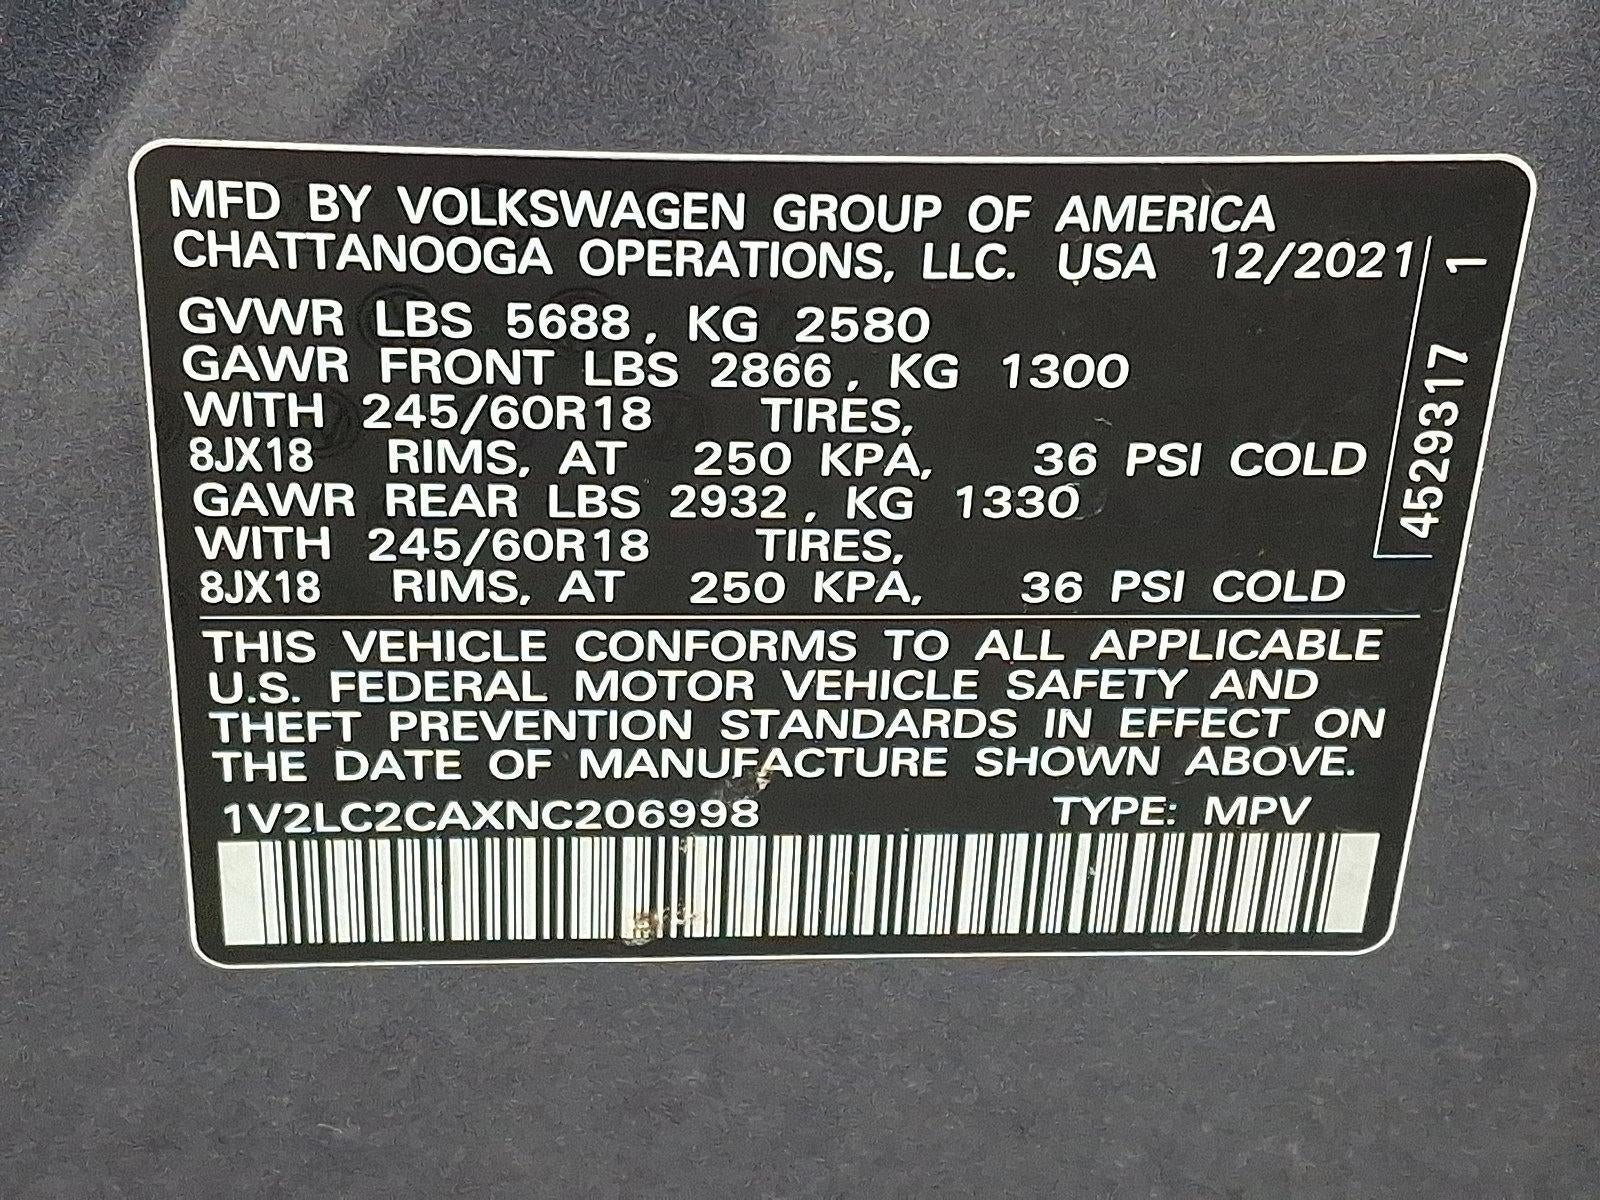 MFD BY VOLKSWAGEN GROUP OF AMERICA
CHATTANOOGA OPERATIONS, LLC. USA 12/2021
GVWR LBS 5688, KG 2580
GAWR FRONT LBS 2866, KG 1300
WITH 245/60R18 TIRES,
8JX18 RIMS, AT 250 KPA, 36 PSI COLD
GAWR REAR LBS 2932, KG 1330
WITH 245/60R18 TIRES,
8JX18 RIMS, AT 250 KPA, 36 PSI COLD
4529317 1
THIS VEHICLE CONFORMS TO ALL APPLICABLE
U.S. FEDERAL MOTOR VEHICLE SAFETY AND
THEFT PREVENTION STANDARDS IN EFFECT ON
THE DATE OF MANUFACTURE SHOWN ABOVE.
1V2LC2CAXNC206998 TYPE: MPV